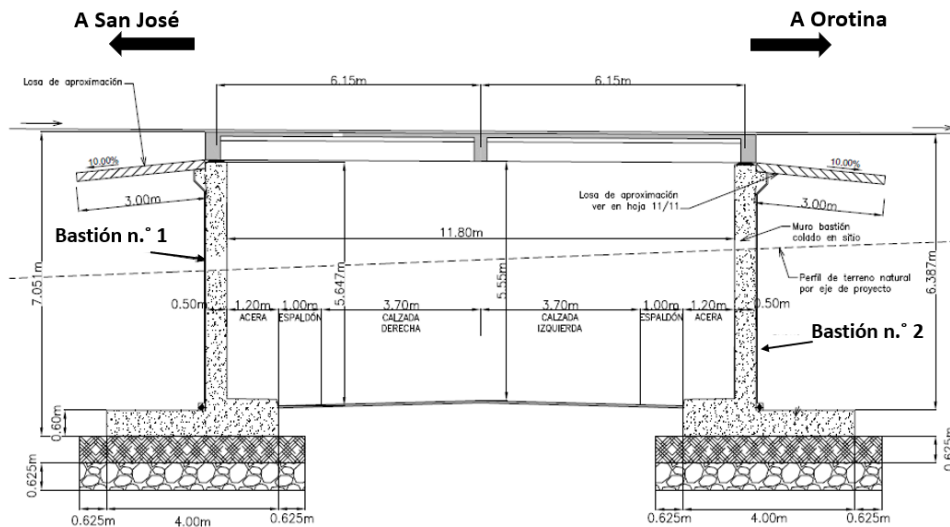 A San José
A Orotina
6.15m
6.15m
Losa de aproximación
10.00%
10.00%
3.00m
3.00m
Losa de aproximación
ver en hoja 11/11
Muro bastión
colado en sitio
11.80m
Bastión n.° 1
Perfil de terreno natural
por eje de proyecto
7.051m
5.647m
5.55m
6.387m
0.50m
1.20m
ACERA
1.00m
ESPALDÓN
3.70m
CALZADA
DERECHA
3.70m
CALZADA
IZQUIERDA
1.00m
ESPALDÓN
1.20m
ACERA
0.50m
Bastión n.° 2
0.60m
0.625m
0.625m
0.625m
4.00m
0.625m
0.625m
4.00m
0.625m